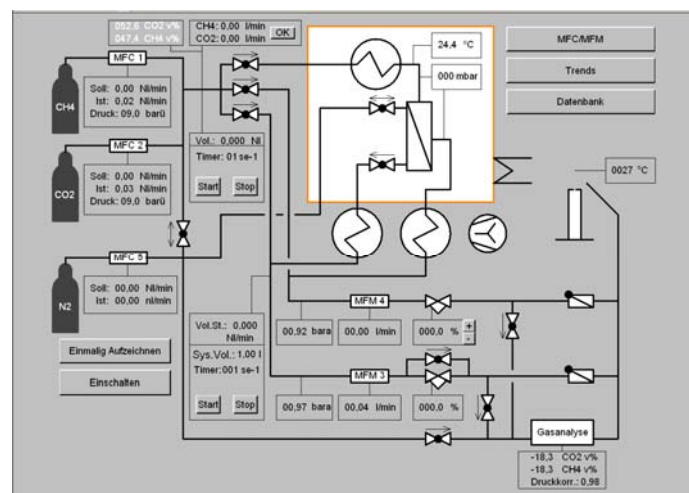 052,6 CO2 v%
047,4 CH4 v%
CH4: 0,00 l/min
CO2: 0,00 l/min
OK
MFC 1
CH4
Soll: 0,00 Nl/min
Ist: 0,02 Nl/min
Druck: 09,0 barü
MFC 2
CO2
Soll: 0,00 Nl/min
Ist: 0,03 Nl/min
Druck: 09,0 barü
MFC 5
N2
Soll: 00,00 Nl/min
Ist: 00,00 nl/min
Einmalig Aufzeichnen
Einschalten
Vol.: 0,000 Nl
Timer: 01 se-1
Start
Stop
24,4 °C
000 mbar
MFC/MFM
Trends
Datenbank
0027 °C
Vol.St.: 0,000
Nl/min
Sys.Vol.: 1,00 l
Timer:001 se-1
Start
Stop
MFM 4
00,92 bara
00,00 l/min
000,0 %
+
-
MFM 3
00,97 bara
00,04 l/min
000,0 %
Gasanalyse
-18,3 CO2 v%
-18,3 CH4 v%
Druckkorr.: 0,98